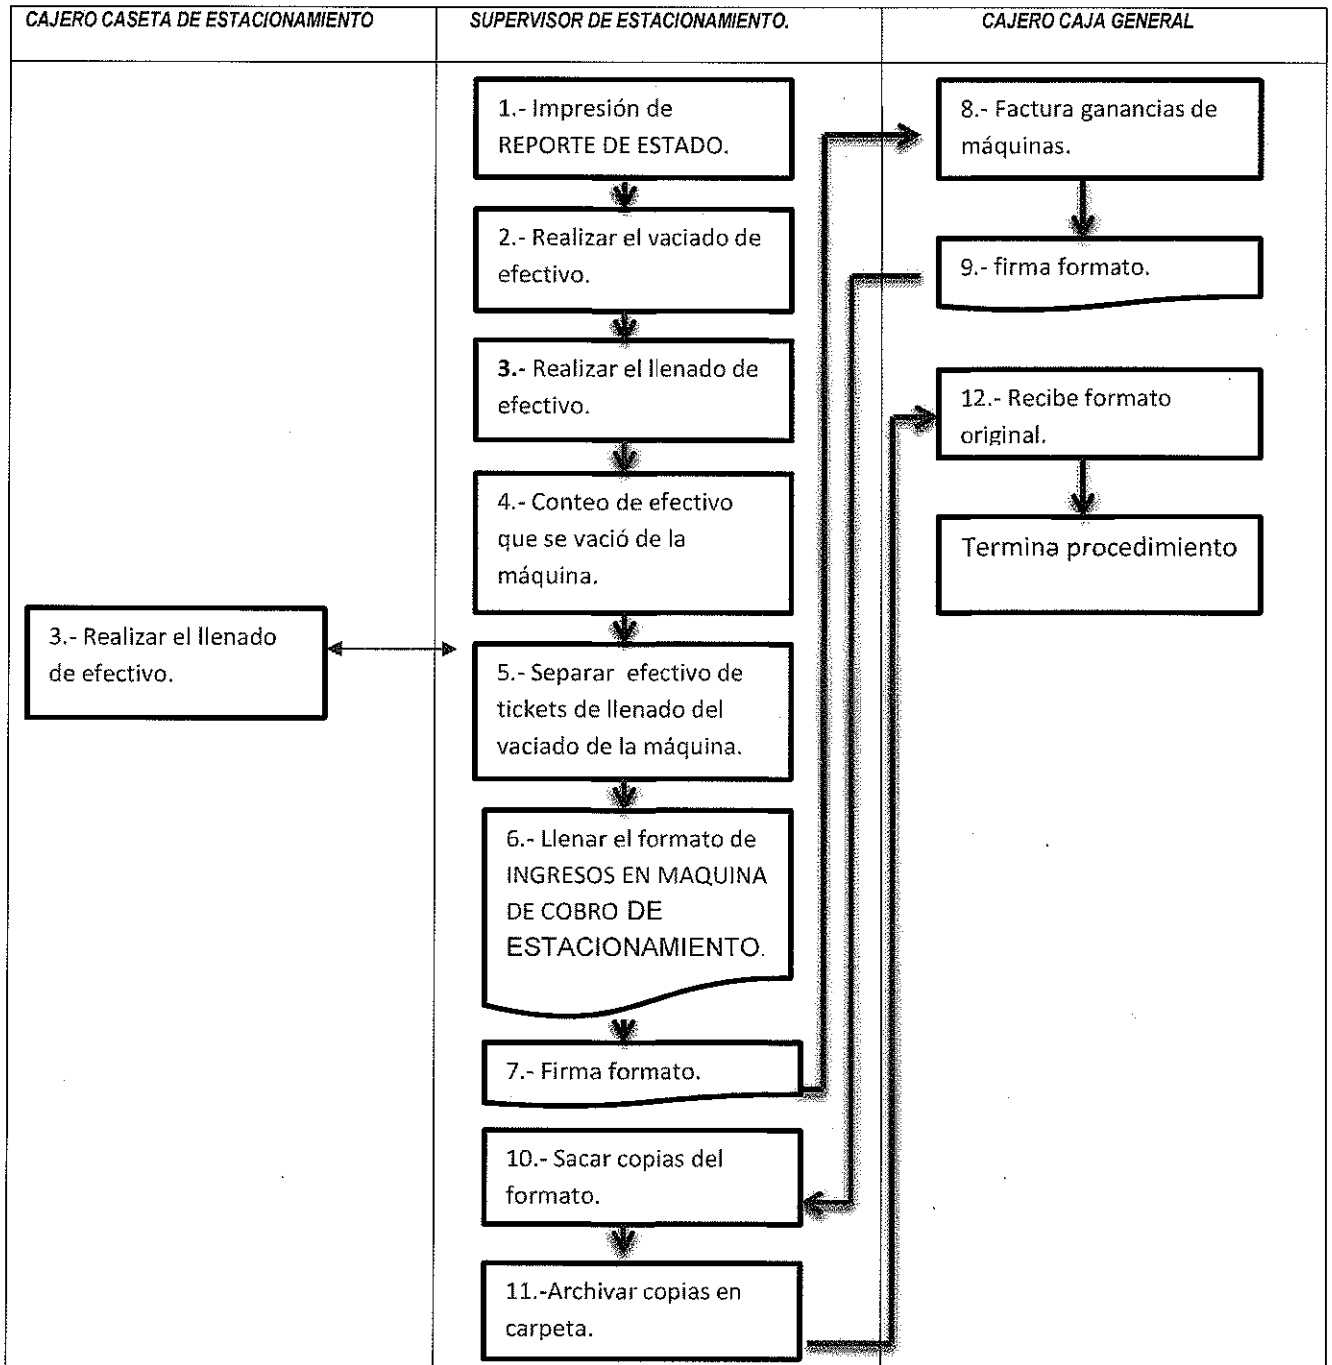 CAJERO CASETA DE ESTACIONAMIENTO
SUPERVISOR DE ESTACIONAMIENTO.
CAJERO CAJA GENERAL
3.- Realizar el llenado
de efectivo.
1.- Impresión de
REPORTE DE ESTADO.
2.- Realizar el vaciado de
efectivo.
3.- Realizar el llenado de
efectivo.
4.- Conteo de efectivo
que se vació de la
máquina.
5.- Separar efectivo de
tickets de llenado del
vaciado de la máquina.
6.- Llenar el formato de
INGRESOS EN MAQUINA
DE COBRO DE
ESTACIONAMIENTO.
7.- Firma formato.
8.- Factura ganancias de
máquinas.
9.- firma formato.
10.- Sacar copias del
formato.
11.-Archivar copias en
carpeta.
12.- Recibe formato
original.
Termina procedimiento